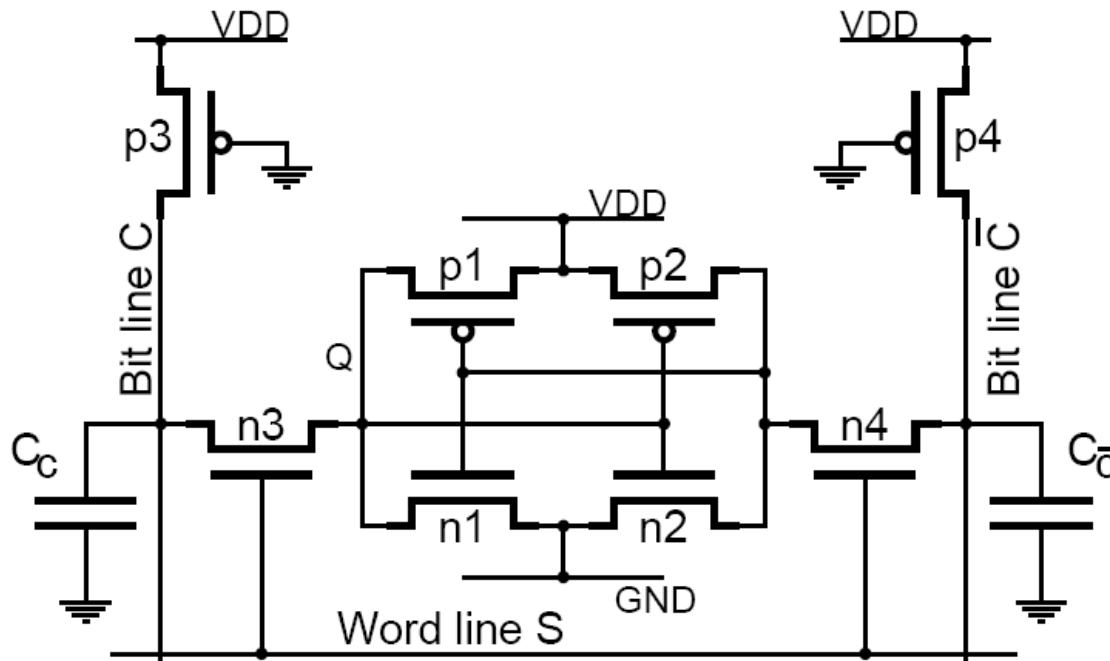 VDD
VDD
p3
p4
VDD
Bit line C
Bit line C̅
p1
p2
Q
n3
n4
C_C
C_C̅
n1
n2
GND
Word line S